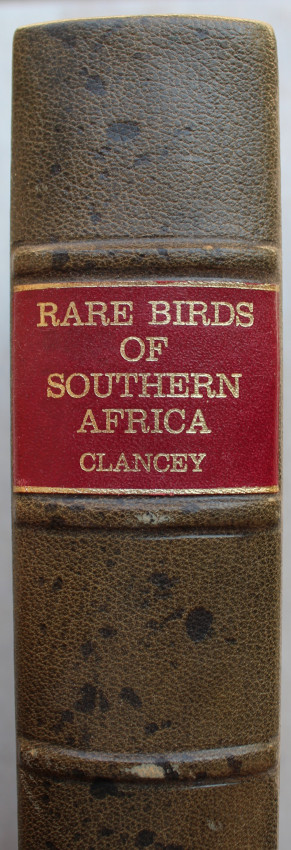 RARE BIRDS
OF
SOUTHERN
AFRICA
CLANCEY